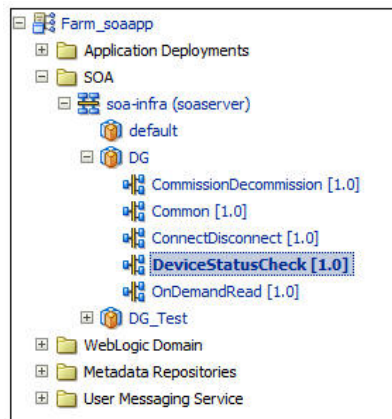 Farm_soaapp
Application Deployments
SOA
soa-infra (soaserver)
default
DG
CommissionDecommission [1.0]
Common [1.0]
ConnectDisconnect [1.0]
DeviceStatusCheck [1.0]
OnDemandRead [1.0]
DG_Test
WebLogic Domain
Metadata Repositories
User Messaging Service